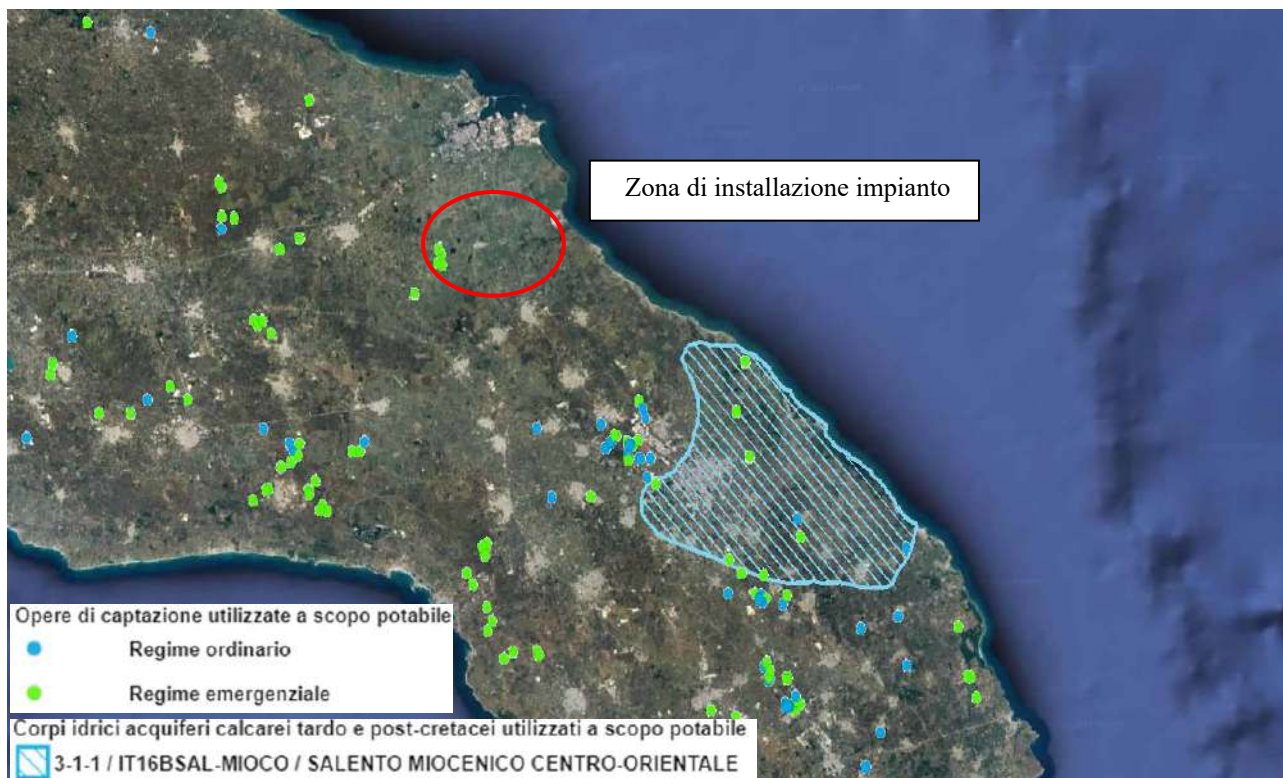 Zona di installazione impianto
Opere di captazione utilizzate a scopo potabile
Regime ordinario
Regime emergenziale
Corpi idrici acquiferi calcarei tardo e post-cretacei utilizzati a scopo potabile
3-1-1 / IT16BSAL-MIOCO / SALENTO MIOCENICO CENTRO-ORIENTALE